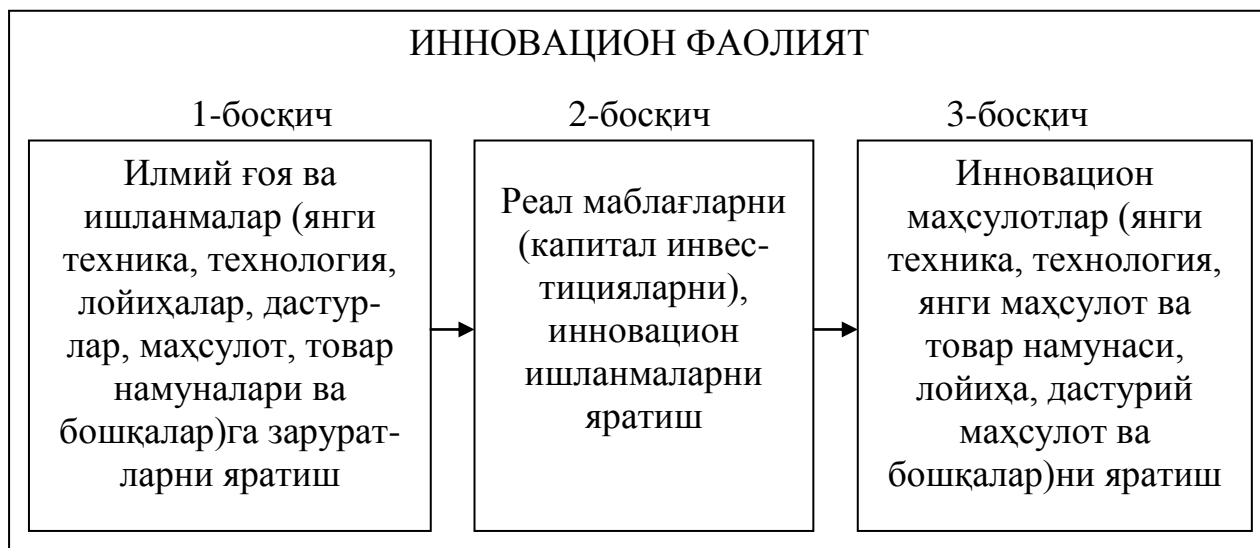 ИННОВАЦИОН ФАОЛИЯТ
1-босқич
Илмий ғоя ва
ишланмалар (янги
техника, технология,
лойиҳалар, дастур-
лар, маҳсулот, товар
намуналари ва
бошқалар)га зарурат-
ларни яратиш
2-босқич
Реал маблағларни
(капитал инвес-
тицияларни),
инновацион
ишланмаларни
яратиш
3-босқич
Инновацион
маҳсулотлар (янги
техника, технология,
янги маҳсулот ва
товар намунаси,
лойиҳа, дастурий
маҳсулот ва
бошқалар)ни яратиш